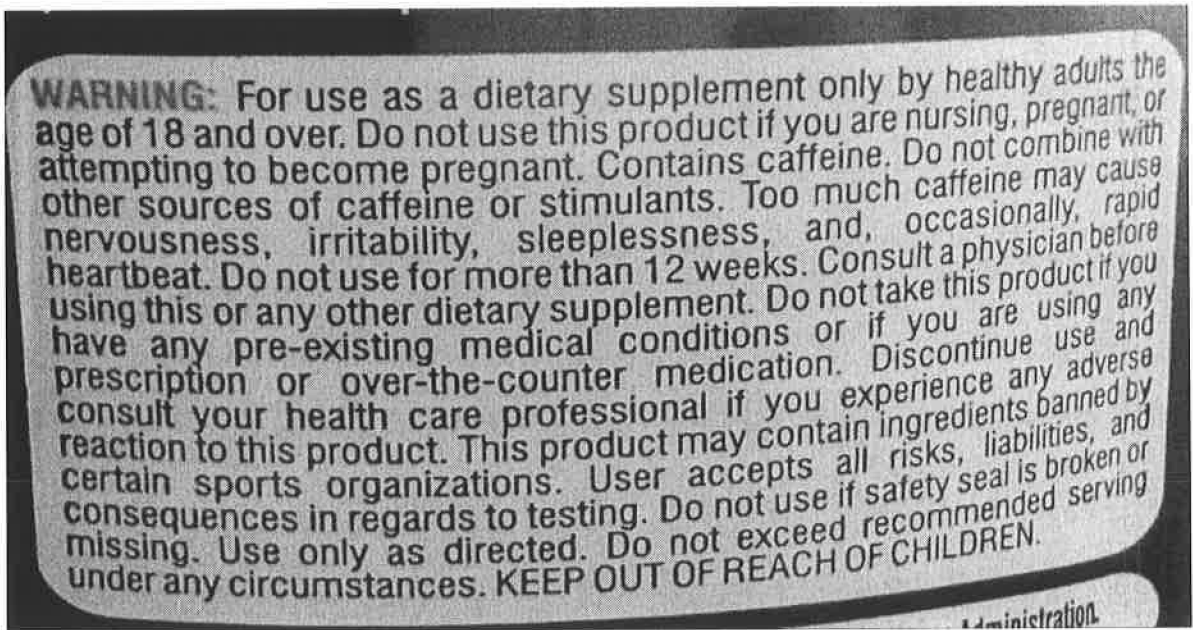 WARNING: For use as a dietary supplement only by healthy adults the
age of 18 and over. Do not use this product if you are nursing, pregnant, or
attempting to become pregnant. Contains caffeine. Do not combine with
other sources of caffeine or stimulants. Too much caffeine may cause
nervousness, irritability, sleeplessness, and, occasionally, rapid
heartbeat. Do not use for more than 12 weeks. Consult a physician before
using this or any other dietary supplement. Do not take this product if you
have any pre-existing medical conditions or if you are using any
prescription or over-the-counter medication. Discontinue use and
consult your health care professional if you experience any adverse
reaction to this product. This product may contain ingredients banned by
certain sports organizations. User accepts all risks, liabilities, and
consequences in regards to testing. Do not use if safety seal is broken or
missing. Use only as directed. Do not exceed recommended serving
under any circumstances. KEEP OUT OF REACH OF CHILDREN.
Administration.